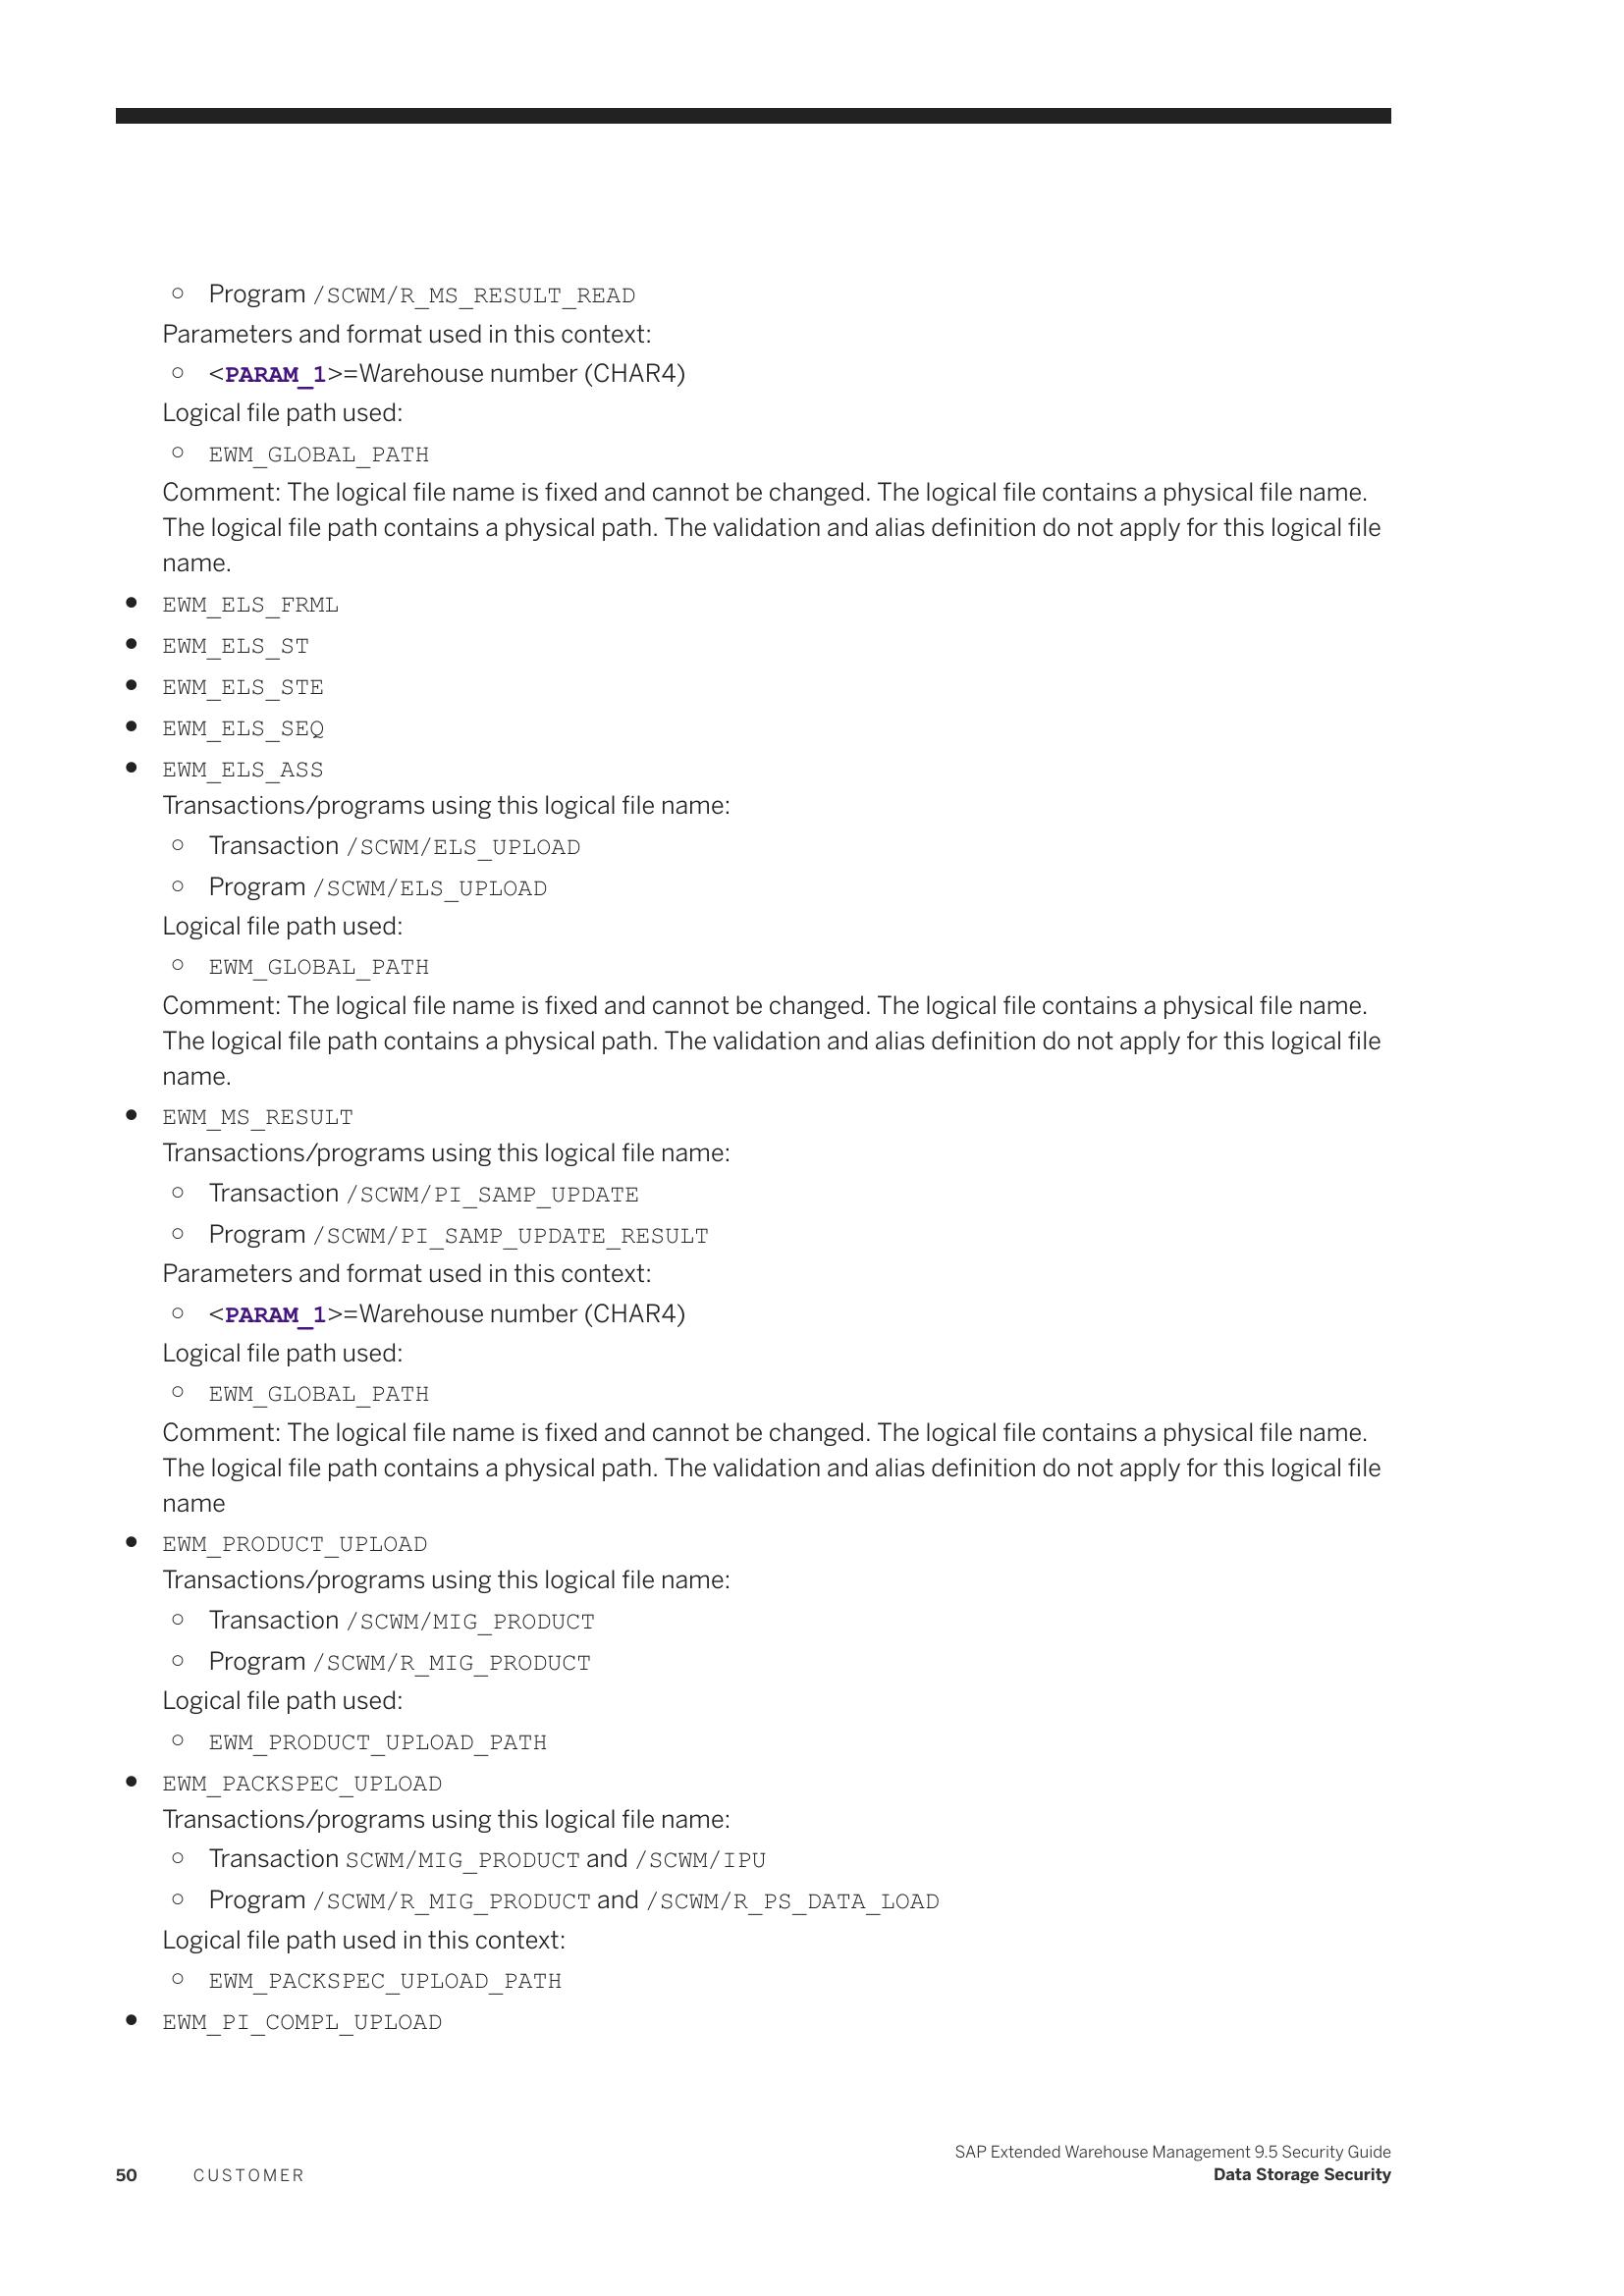 ○ Program /SCWM/R_MS_RESULT_READ
Parameters and format used in this context:
○ <PARAM_1>=Warehouse number (CHAR4)
Logical file path used:
○ EWM_GLOBAL_PATH
Comment: The logical file name is fixed and cannot be changed. The logical file contains a physical file name.
The logical file path contains a physical path. The validation and alias definition do not apply for this logical file
name.
● EWM_ELS_FRML
● EWM_ELS_ST
● EWM_ELS_STE
● EWM_ELS_SEQ
● EWM_ELS_ASS
Transactions/programs using this logical file name:
○ Transaction /SCWM/ELS_UPLOAD
○ Program /SCWM/ELS_UPLOAD
Logical file path used:
○ EWM_GLOBAL_PATH
Comment: The logical file name is fixed and cannot be changed. The logical file contains a physical file name.
The logical file path contains a physical path. The validation and alias definition do not apply for this logical file
name.
● EWM_MS_RESULT
Transactions/programs using this logical file name:
○ Transaction /SCWM/PI_SAMP_UPDATE
○ Program /SCWM/PI_SAMP_UPDATE_RESULT
Parameters and format used in this context:
○ <PARAM_1>=Warehouse number (CHAR4)
Logical file path used:
○ EWM_GLOBAL_PATH
Comment: The logical file name is fixed and cannot be changed. The logical file contains a physical file name.
The logical file path contains a physical path. The validation and alias definition do not apply for this logical file
name
● EWM_PRODUCT_UPLOAD
Transactions/programs using this logical file name:
○ Transaction /SCWM/MIG_PRODUCT
○ Program /SCWM/R_MIG_PRODUCT
Logical file path used:
○ EWM_PRODUCT_UPLOAD_PATH
● EWM_PACKSPEC_UPLOAD
Transactions/programs using this logical file name:
○ Transaction SCWM/MIG_PRODUCT and /SCWM/IPU
○ Program /SCWM/R_MIG_PRODUCT and /SCWM/R_PS_DATA_LOAD
Logical file path used in this context:
○ EWM_PACKSPEC_UPLOAD_PATH
● EWM_PI_COMPL_UPLOAD
SAP Extended Warehouse Management 9.5 Security Guide
50 CUSTOMER Data Storage Security